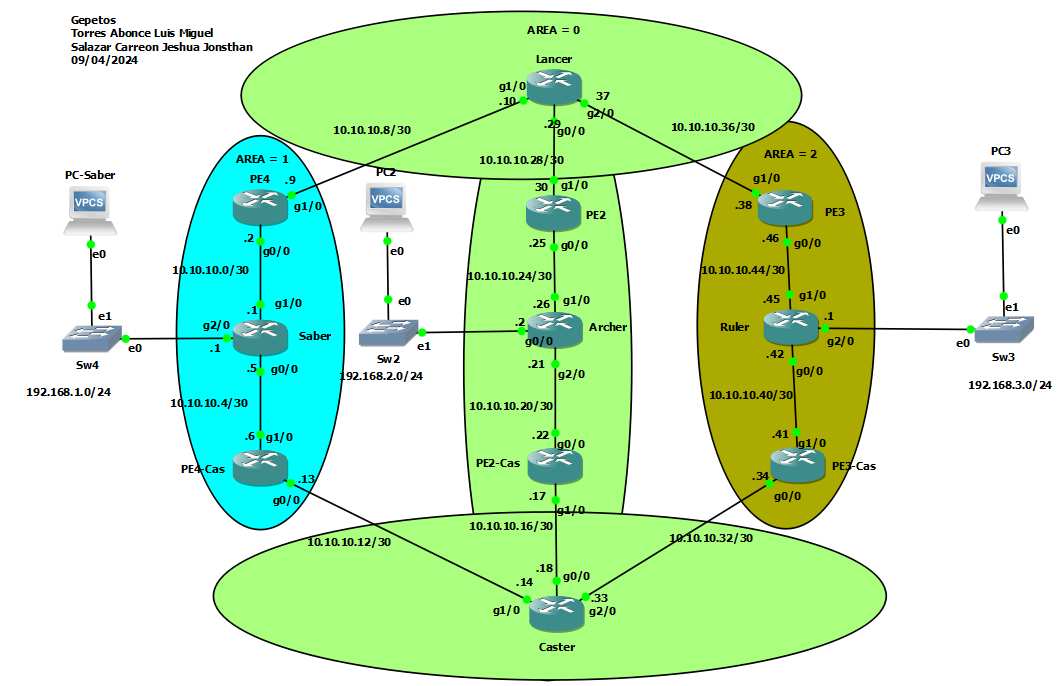 Gepetos
Torres Abonce Luis Miguel
Salazar Carreon Jeshua Jonsthan
09/04/2024
AREA = 0
Lancer
g1/0
.10
.37
g2/0
.29
g0/0
10.10.10.8/30
10.10.10.36/30
10.10.10.28/30
AREA = 1
PE4
.9
g1/0
.2
g0/0
10.10.10.0/30
.1
g1/0
PC-Saber
VPCS
e0
e1
Sw4
e0
192.168.1.0/24
g2/0
.1
Saber
.5
g0/0
10.10.10.4/30
.6
g1/0
PE4-Cas
.13
g0/0
10.10.10.12/30
PC2
VPCS
e0
e0
Sw2
e1
192.168.2.0/24
30
g1/0
PE2
.25
g0/0
10.10.10.24/30
.26
g1/0
.2
g0/0
Archer
.21
g2/0
10.10.10.20/30
.22
g0/0
PE2-Cas
.17
g1/0
10.10.10.16/30
AREA = 2
g1/0
.38
PE3
.46
g0/0
10.10.10.44/30
.45
g1/0
Ruler
.1
g2/0
.42
g0/0
10.10.10.40/30
.41
g1/0
PE3-Cas
.34
g0/0
10.10.10.32/30
PC3
VPCS
e0
e1
e0
Sw3
192.168.3.0/24
.18
g0/0
.14
g1/0
.33
g2/0
Caster